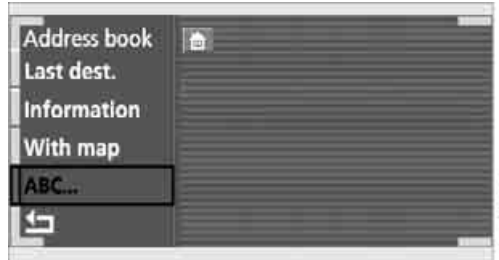 Address book
Last dest.
Information
With map
ABC...